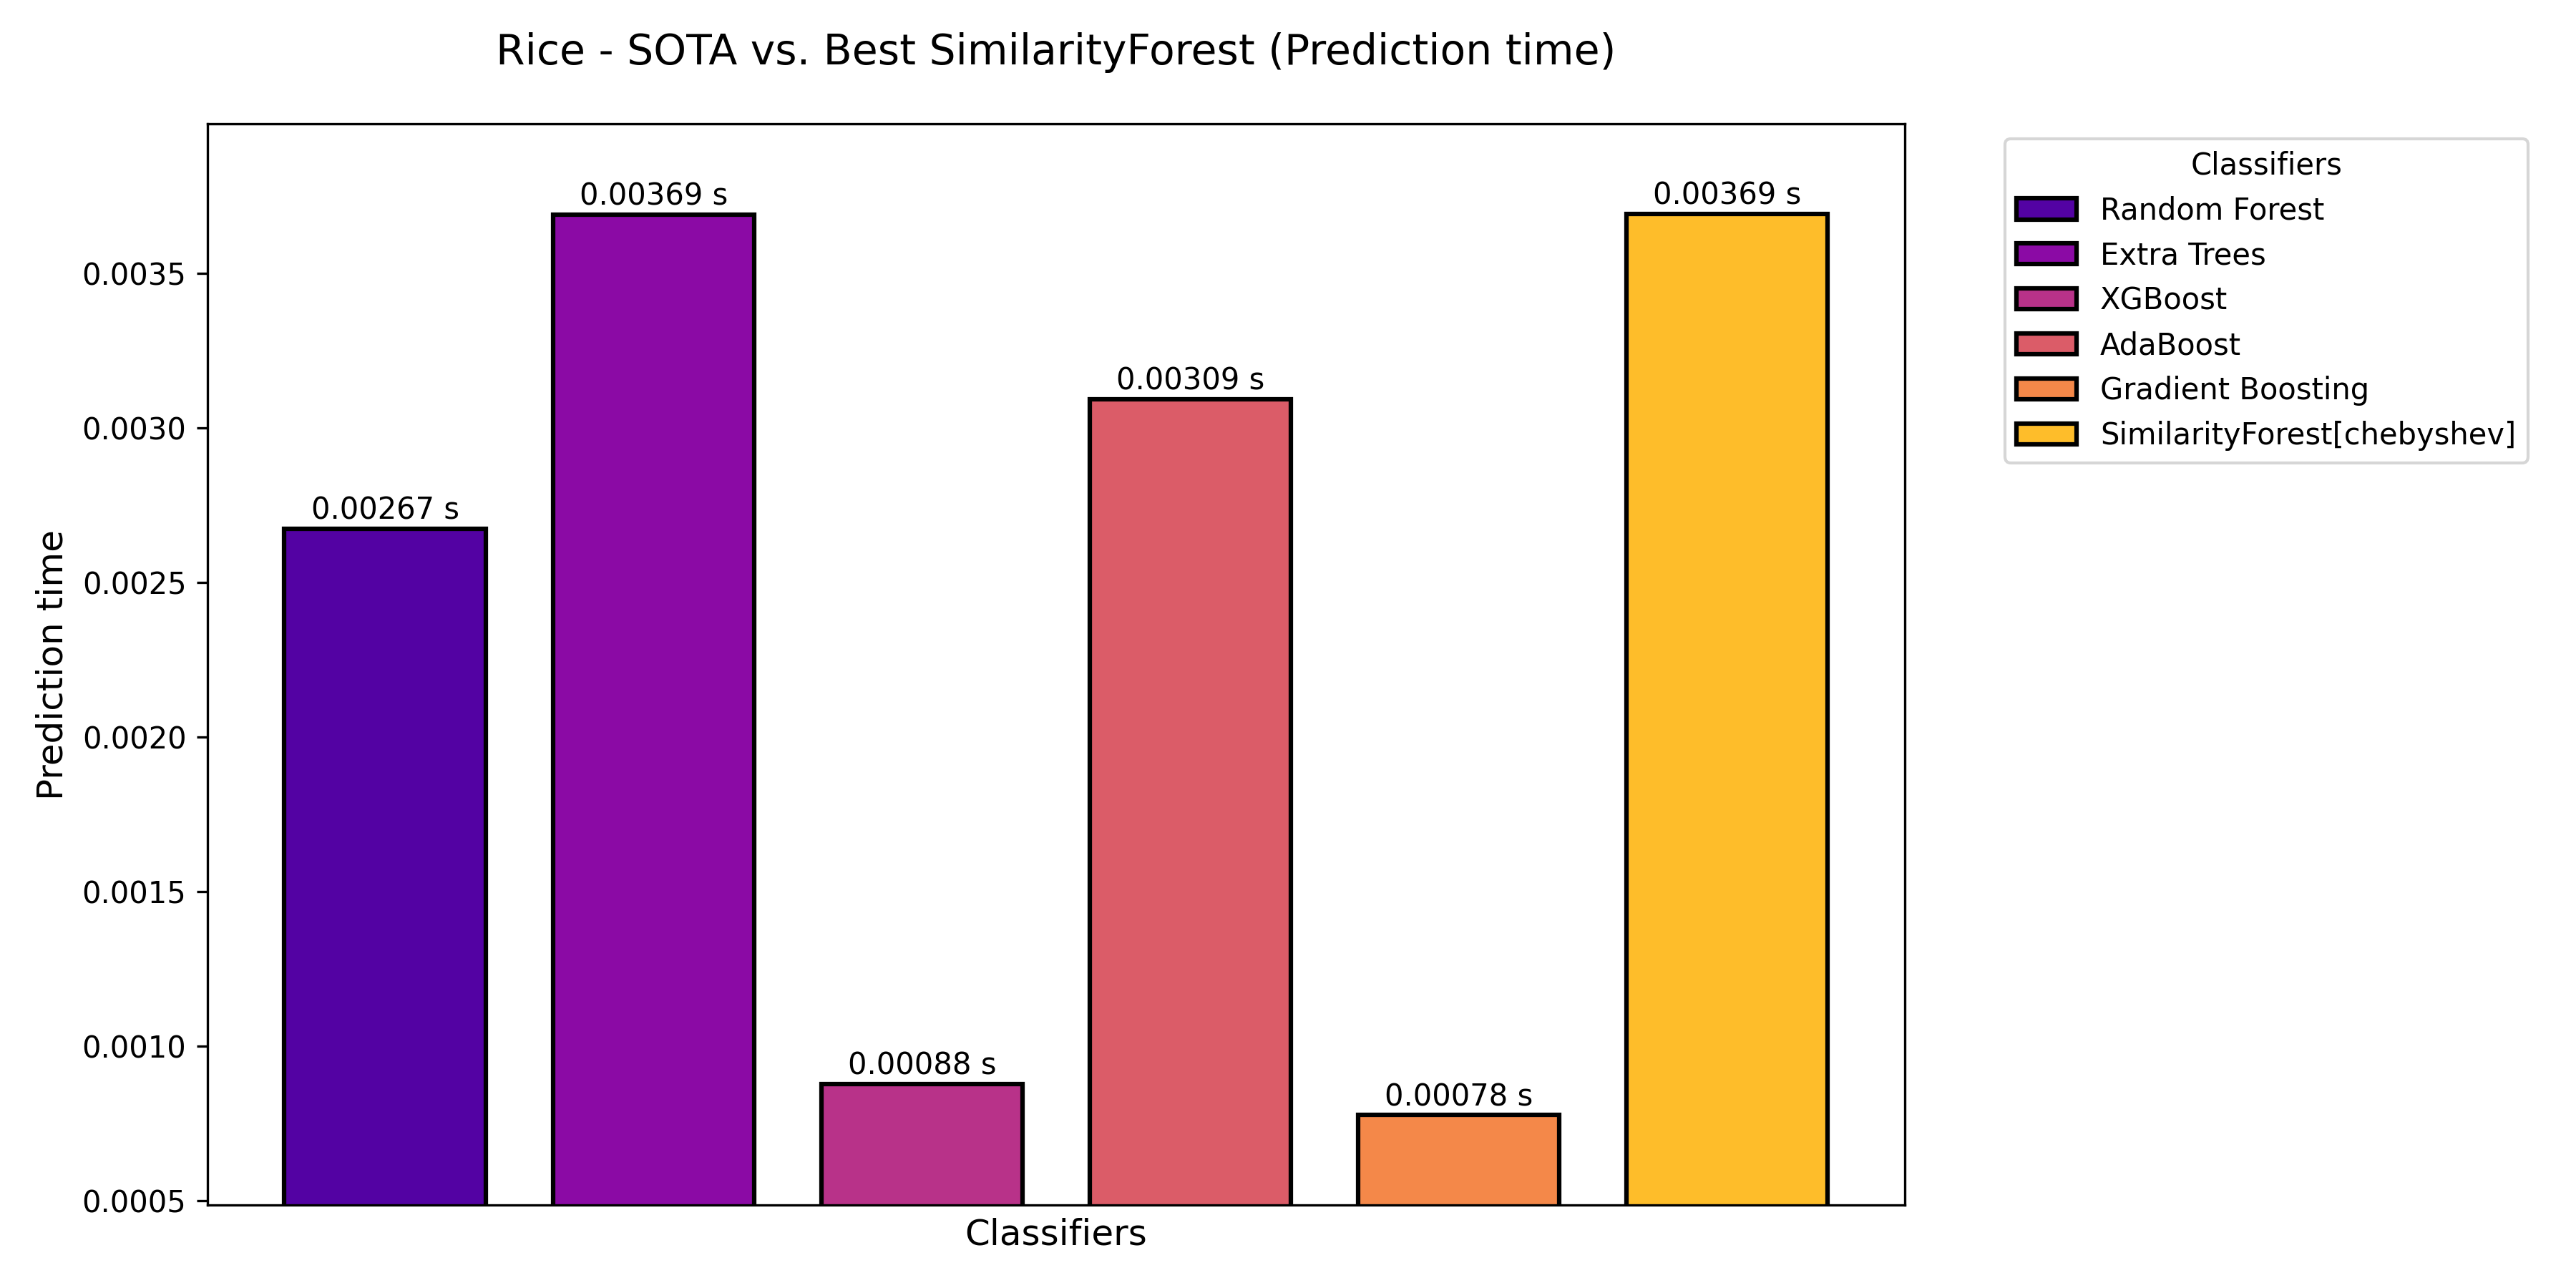 Rice - SOTA vs. Best SimilarityForest (Prediction time)
Prediction time
0.0035
0.0030
0.0025
0.0020
0.0015
0.0010
0.0005
0.00267 s
0.00369 s
0.00088 s
0.00309 s
0.00078 s
0.00369 s
Classifiers
Classifiers
Random Forest
Extra Trees
XGBoost
AdaBoost
Gradient Boosting
SimilarityForest[chebyshev]